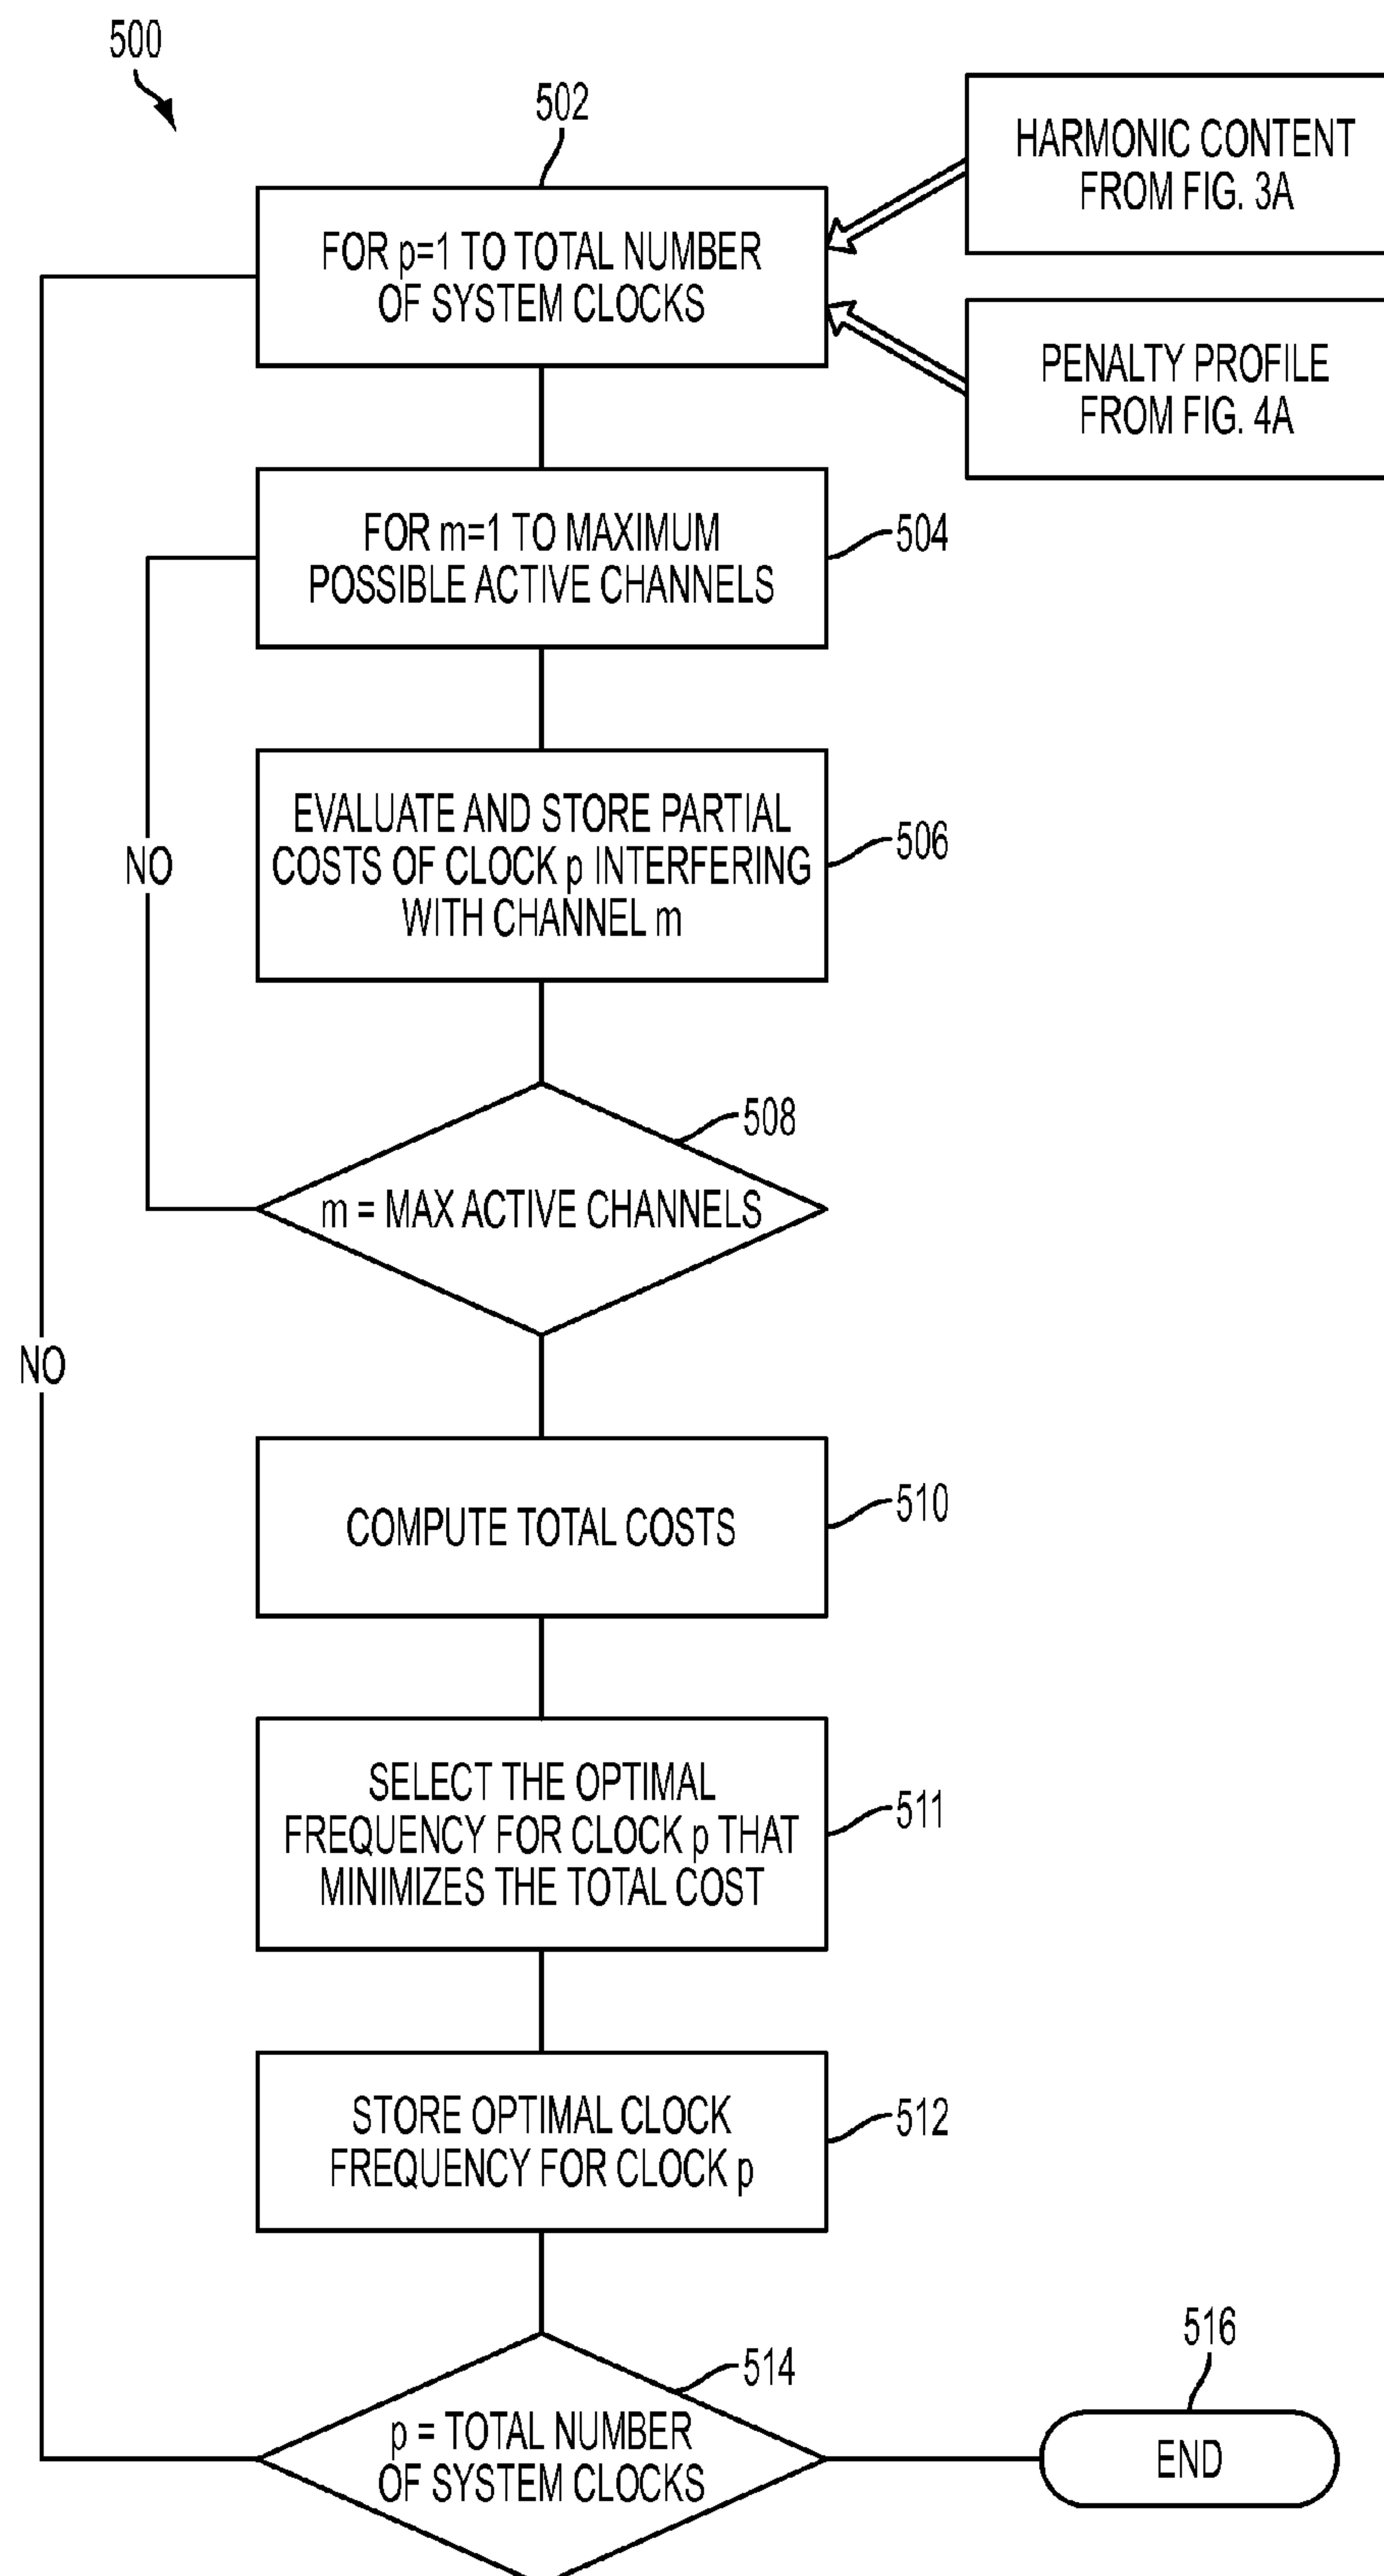 500
502
HARMONIC CONTENT
FROM FIG. 3A
FOR p=1 TO TOTAL NUMBER
OF SYSTEM CLOCKS
PENALTY PROFILE
FROM FIG. 4A
FOR m=1 TO MAXIMUM
POSSIBLE ACTIVE CHANNELS
504
EVALUATE AND STORE PARTIAL
COSTS OF CLOCK p INTERFERING
WITH CHANNEL m
506
NO
508
m = MAX ACTIVE CHANNELS
NO
COMPUTE TOTAL COSTS
510
SELECT THE OPTIMAL
FREQUENCY FOR CLOCK p THAT
MINIMIZES THE TOTAL COST
511
STORE OPTIMAL CLOCK
FREQUENCY FOR CLOCK p
512
514
p = TOTAL NUMBER
OF SYSTEM CLOCKS
516
END